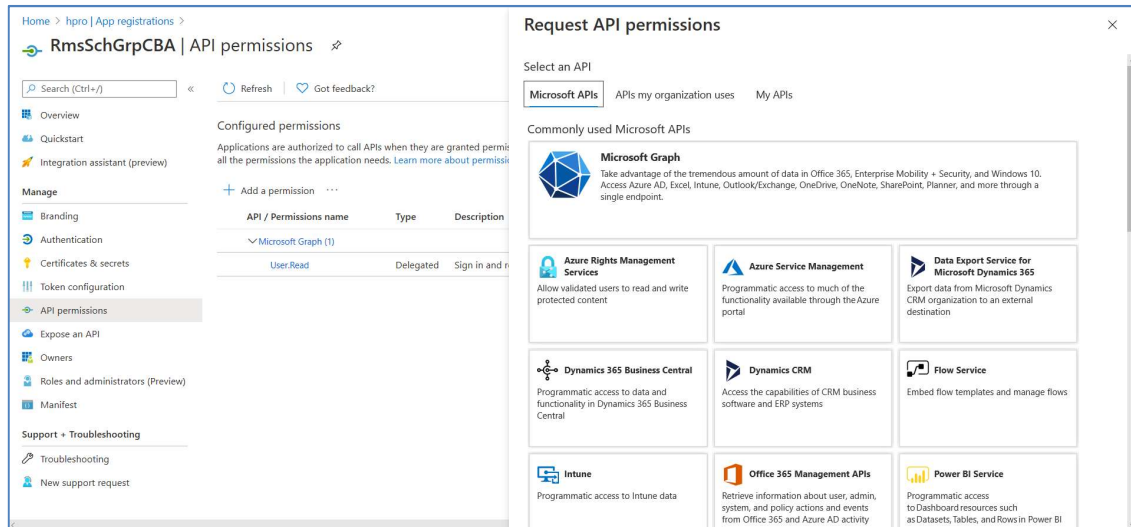 Home > hpro | App registrations >
RmsSchGrpCBA | API permissions
Search (Ctrl+/)
«
Overview
Quickstart
Integration assistant (preview)
Manage
Branding
Authentication
Certificates & secrets
Token configuration
API permissions
Expose an API
Owners
Roles and administrators (Preview)
Manifest
Support + Troubleshooting
Troubleshooting
New support request
Refresh
Got feedback?
Configured permissions
Applications are authorized to call APIs when they are granted permis
all the permissions the application needs. Learn more about permissi
+ Add a permission ···
API / Permissions name Type Description
Microsoft Graph (1)
User.Read Delegated Sign in and r
Request API permissions
Select an API
Microsoft APIs APIs my organization uses My APIs
Commonly used Microsoft APIs
Microsoft Graph
Take advantage of the tremendous amount of data in Office 365, Enterprise Mobility + Security, and Windows 10.
Access Azure AD, Excel, Intune, Outlook/Exchange, OneDrive, OneNote, SharePoint, Planner, and more through a
single endpoint.
Azure Rights Management
Services
Allow validated users to read and write
protected content
Azure Service Management
Programmatic access to much of the
functionality available through the Azure
portal
Data Export Service for
Microsoft Dynamics 365
Export data from Microsoft Dynamics
CRM organization to an external
destination
Dynamics 365 Business Central
Programmatic access to data and
functionality in Dynamics 365 Business
Central
Dynamics CRM
Access the capabilities of CRM business
software and ERP systems
Flow Service
Embed flow templates and manage flows
Intune
Programmatic access to Intune data
Office 365 Management APIs
Retrieve information about user, admin,
system, and policy actions and events
from Office 365 and Azure AD activity
Power BI Service
Programmatic access
to Dashboard resources such
as Datasets, Tables, and Rows in Power BI